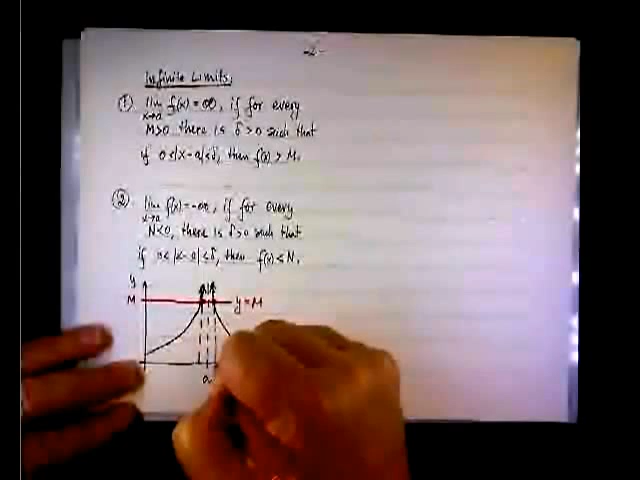 -2-
Infinite Limits.
① lim f(x) = ∞, if for every
x→a
M>0 there is δ>0 such that
if 0<|x-a|<δ, then f(x) > M.
② lim f(x) = -∞, if for every
x→a
N<0, there is δ>0 such that
if 0<|x-a|<δ, then f(x) ≤ N.
y
M y = M
a